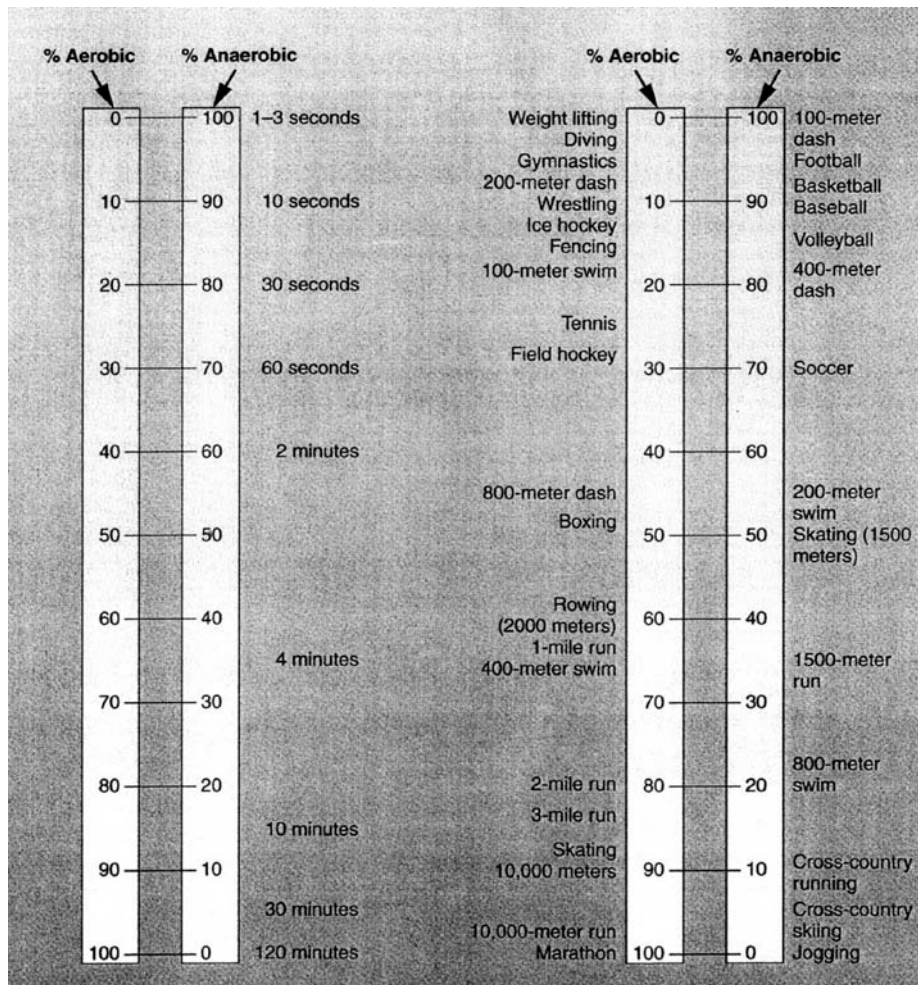 % Aerobic
% Anaerobic
0
100
1–3 seconds
10
90
10 seconds
20
80
30 seconds
30
70
60 seconds
40
60
2 minutes
50
50
60
40
4 minutes
70
30
80
20
10 minutes
90
10
30 minutes
100
0
120 minutes
% Aerobic
% Anaerobic
Weight lifting
Diving
Gymnastics
200-meter dash
Wrestling
Ice hockey
Fencing
100-meter swim
Tennis
Field hockey
800-meter dash
Boxing
Rowing
(2000 meters)
1-mile run
400-meter swim
2-mile run
3-mile run
Skating
10,000 meters
10,000-meter run
Marathon
0
10
20
30
40
50
60
70
80
90
100
100
90
80
70
60
50
40
30
20
10
0
100-meter
dash
Football
Basketball
Baseball
Volleyball
400-meter
dash
Soccer
200-meter
swim
Skating (1500
meters)
1500-meter
run
800-meter
swim
Cross-country
running
Cross-country
skiing
Jogging